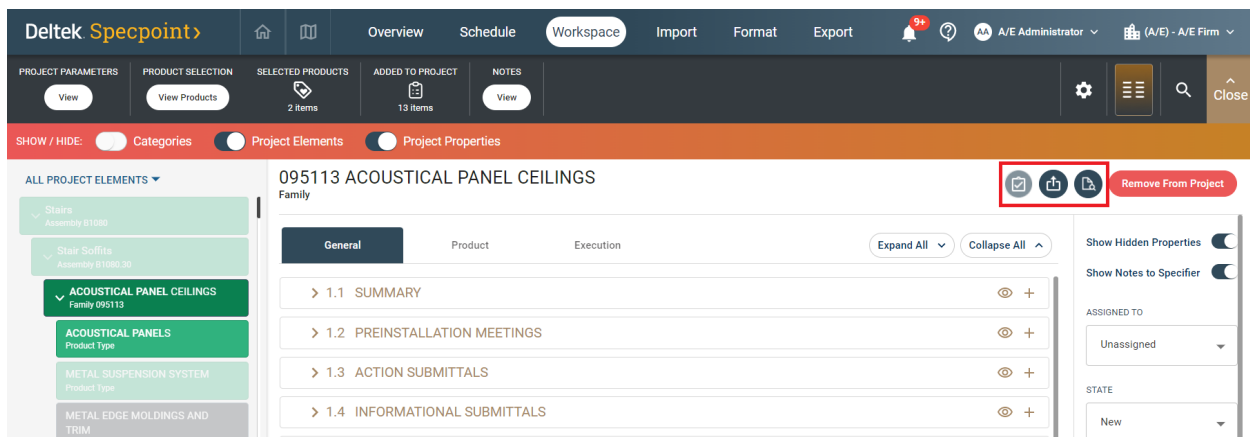 Deltek Specpoint>
Overview Schedule Workspace Import Format Export
9+
AA A/E Administrator
(A/E) - A/E Firm
PROJECT PARAMETERS PRODUCT SELECTION SELECTED PRODUCTS ADDED TO PROJECT NOTES
View View Products 2 items 13 items View
Close
SHOW / HIDE: Categories Project Elements Project Properties
ALL PROJECT ELEMENTS
Stairs
Assembly B1080
Stair Soffits
Assembly B1080.30
ACOUSTICAL PANEL CEILINGS
Family 095113
ACOUSTICAL PANELS
Product Type
METAL SUSPENSION SYSTEM
Product Type
METAL EDGE MOLDINGS AND
TRIM
095113 ACOUSTICAL PANEL CEILINGS
Family
Remove From Project
General Product Execution
Expand All Collapse All
1.1 SUMMARY
1.2 PREINSTALLATION MEETINGS
1.3 ACTION SUBMITTALS
1.4 INFORMATIONAL SUBMITTALS
Show Hidden Properties
Show Notes to Specifier
ASSIGNED TO
Unassigned
STATE
New